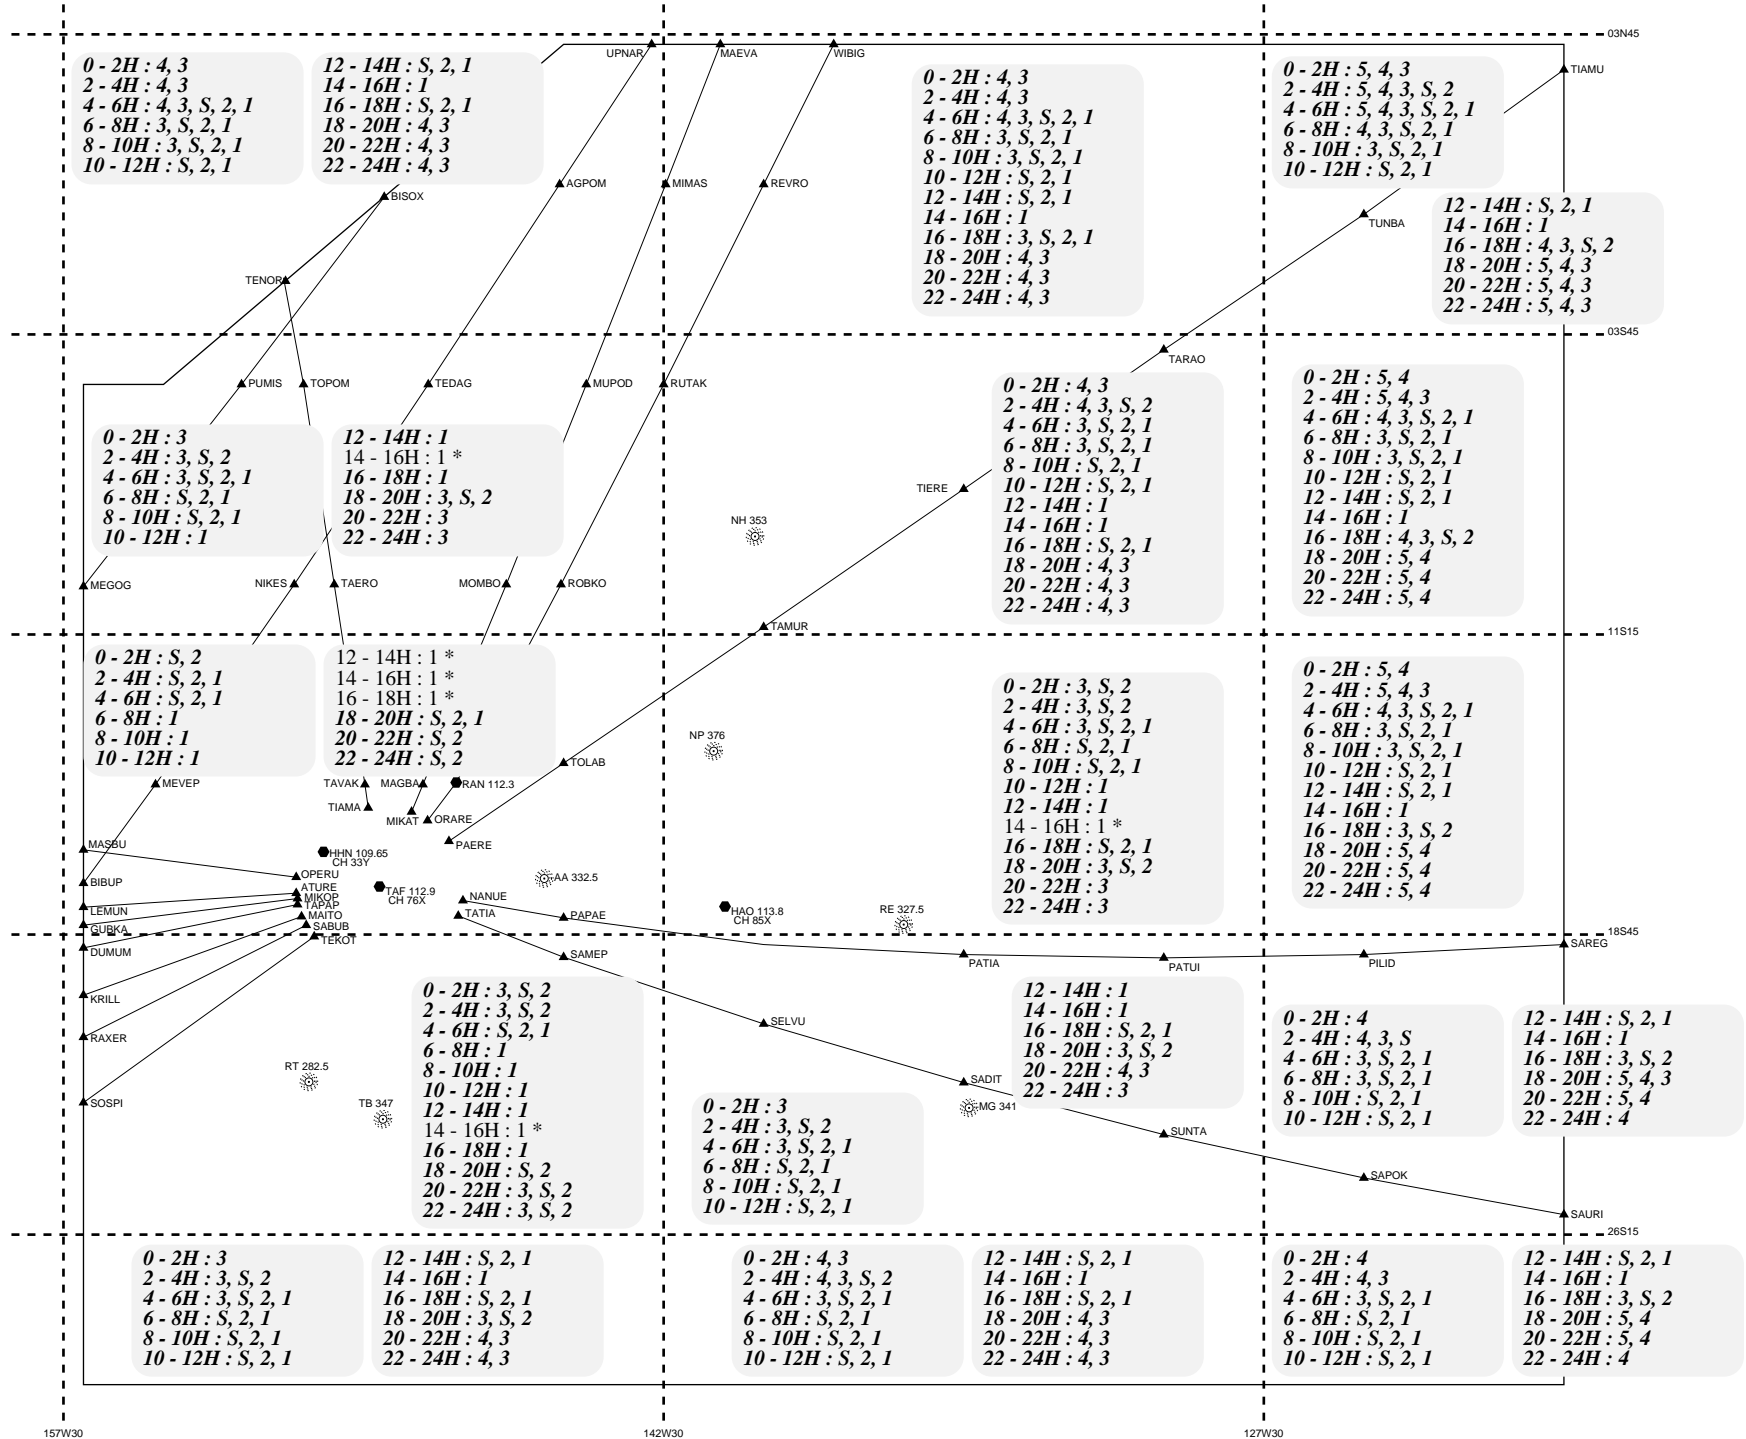 03N45
UPNAR
MAEVA
WIBIG
TIAMU
0 - 2H : 4, 3
2 - 4H : 4, 3
4 - 6H : 4, 3, S, 2, 1
6 - 8H : 3, S, 2, 1
8 - 10H : 3, S, 2, 1
10 - 12H : S, 2, 1
12 - 14H : S, 2, 1
14 - 16H : 1
16 - 18H : S, 2, 1
18 - 20H : 4, 3
20 - 22H : 4, 3
22 - 24H : 4, 3
0 - 2H : 4, 3
2 - 4H : 4, 3
4 - 6H : 4, 3, S, 2, 1
6 - 8H : 3, S, 2, 1
8 - 10H : 3, S, 2, 1
10 - 12H : S, 2, 1
12 - 14H : S, 2, 1
14 - 16H : 1
16 - 18H : 3, S, 2, 1
18 - 20H : 4, 3
20 - 22H : 4, 3
22 - 24H : 4, 3
0 - 2H : 5, 4, 3
2 - 4H : 5, 4, 3, S, 2
4 - 6H : 5, 4, 3, S, 2, 1
6 - 8H : 4, 3, S, 2, 1
8 - 10H : 3, S, 2, 1
10 - 12H : S, 2, 1
12 - 14H : S, 2, 1
14 - 16H : 1
16 - 18H : 4, 3, S, 2
18 - 20H : 5, 4, 3
20 - 22H : 5, 4, 3
22 - 24H : 5, 4, 3
BISOX
AGPOM
MIMAS
REVRO
TUNBA
TENOR
03S45
TARAO
PUMIS
TOPOM
TEDAG
MUPOD
RUTAK
0 - 2H : 3
2 - 4H : 3, S, 2
4 - 6H : 3, S, 2, 1
6 - 8H : S, 2, 1
8 - 10H : S, 2, 1
10 - 12H : 1
12 - 14H : 1
14 - 16H : 1 *
16 - 18H : 1
18 - 20H : 3, S, 2
20 - 22H : 3
22 - 24H : 3
0 - 2H : 4, 3
2 - 4H : 4, 3, S, 2
4 - 6H : 3, S, 2, 1
6 - 8H : 3, S, 2, 1
8 - 10H : S, 2, 1
10 - 12H : S, 2, 1
12 - 14H : 1
14 - 16H : 1
16 - 18H : S, 2, 1
18 - 20H : 4, 3
20 - 22H : 4, 3
22 - 24H : 4, 3
0 - 2H : 5, 4
2 - 4H : 5, 4, 3
4 - 6H : 4, 3, S, 2, 1
6 - 8H : 3, S, 2, 1
8 - 10H : 3, S, 2, 1
10 - 12H : S, 2, 1
12 - 14H : S, 2, 1
14 - 16H : 1
16 - 18H : 4, 3, S, 2
18 - 20H : 5, 4
20 - 22H : 5, 4
22 - 24H : 5, 4
TIERE
NH 353
MEGOG
NIKES
TAERO
MOMBO
ROBKO
TAMUR
11S15
0 - 2H : S, 2
2 - 4H : S, 2, 1
4 - 6H : S, 2, 1
6 - 8H : 1
8 - 10H : 1
10 - 12H : 1
12 - 14H : 1 *
14 - 16H : 1 *
16 - 18H : 1 *
18 - 20H : S, 2, 1
20 - 22H : S, 2
22 - 24H : S, 2
0 - 2H : 3, S, 2
2 - 4H : 3, S, 2
4 - 6H : 3, S, 2, 1
6 - 8H : S, 2, 1
8 - 10H : S, 2, 1
10 - 12H : 1
12 - 14H : 1
14 - 16H : 1 *
16 - 18H : S, 2, 1
18 - 20H : 3, S, 2
20 - 22H : 3
22 - 24H : 3
0 - 2H : 5, 4
2 - 4H : 5, 4, 3
4 - 6H : 4, 3, S, 2, 1
6 - 8H : 3, S, 2, 1
8 - 10H : 3, S, 2, 1
10 - 12H : S, 2, 1
12 - 14H : S, 2, 1
14 - 16H : 1
16 - 18H : 3, S, 2
18 - 20H : 5, 4
20 - 22H : 5, 4
22 - 24H : 5, 4
NP 376
TOLAB
MEVEP
TAVAK
MAGBA
RAN 112.3
TIAMA
MIKAT
ORARE
PAERE
MASBU
HHN 109.65
CH 33Y
OPERU
BIBUP
ATURE
MIKOP
TAPAP
TAF 112.9
CH 76X
AA 332.5
NANUE
TATIA
PAPAE
HAO 113.8
CH 85X
RE 327.5
LEMUN
MAITO
GUBKA
SABUB
TEKOT
18S45
DUMUM
SAMEP
PATIA
PATUI
PILID
SAREG
KRILL
RAXER
SELVU
SOSPI
RT 282.5
TB 347
SADIT
MG 341
SUNTA
SAPOK
SAURI
0 - 2H : 3, S, 2
2 - 4H : 3, S, 2
4 - 6H : S, 2, 1
6 - 8H : 1
8 - 10H : 1
10 - 12H : 1
12 - 14H : 1
14 - 16H : 1 *
16 - 18H : 1
18 - 20H : S, 2
20 - 22H : 3, S, 2
22 - 24H : 3, S, 2
0 - 2H : 3
2 - 4H : 3, S, 2
4 - 6H : 3, S, 2, 1
6 - 8H : S, 2, 1
8 - 10H : S, 2, 1
10 - 12H : S, 2, 1
12 - 14H : 1
14 - 16H : 1
16 - 18H : S, 2, 1
18 - 20H : 3, S, 2
20 - 22H : 4, 3
22 - 24H : 3
0 - 2H : 4
2 - 4H : 4, 3, S
4 - 6H : 3, S, 2, 1
6 - 8H : 3, S, 2, 1
8 - 10H : S, 2, 1
10 - 12H : S, 2, 1
12 - 14H : S, 2, 1
14 - 16H : 1
16 - 18H : 3, S, 2
18 - 20H : 5, 4, 3
20 - 22H : 5, 4
22 - 24H : 4
26S15
0 - 2H : 3
2 - 4H : 3, S, 2
4 - 6H : 3, S, 2, 1
6 - 8H : S, 2, 1
8 - 10H : S, 2, 1
10 - 12H : S, 2, 1
12 - 14H : S, 2, 1
14 - 16H : 1
16 - 18H : S, 2, 1
18 - 20H : 3, S, 2
20 - 22H : 4, 3
22 - 24H : 4, 3
0 - 2H : 4, 3
2 - 4H : 4, 3, S, 2
4 - 6H : 3, S, 2, 1
6 - 8H : S, 2, 1
8 - 10H : S, 2, 1
10 - 12H : S, 2, 1
12 - 14H : S, 2, 1
14 - 16H : 1
16 - 18H : S, 2, 1
18 - 20H : 4, 3
20 - 22H : 4, 3
22 - 24H : 4, 3
0 - 2H : 4
2 - 4H : 4, 3
4 - 6H : 3, S, 2, 1
6 - 8H : S, 2, 1
8 - 10H : S, 2, 1
10 - 12H : S, 2, 1
12 - 14H : S, 2, 1
14 - 16H : 1
16 - 18H : 3, S, 2
18 - 20H : 5, 4
20 - 22H : 5, 4
22 - 24H : 4
157W30
142W30
127W30